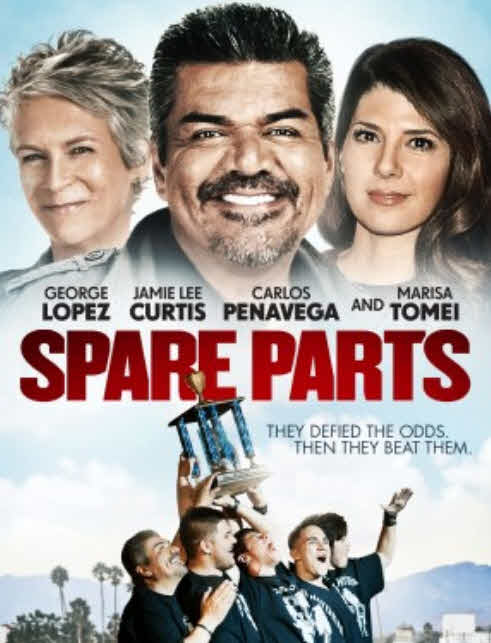 GEORGE LOPEZ
JAMIE LEE CURTIS
CARLOS PENAVEGA
AND
MARISA TOMEI
SPARE PARTS
THEY DEFIED THE ODDS.
THEN THEY BEAT THEM.